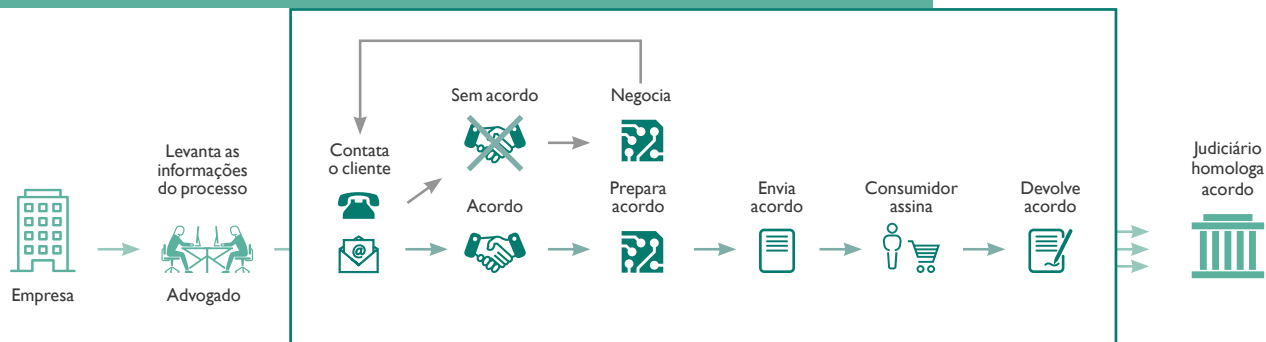 Empresa
Levanta as
informações
do processo
Advogado
Contata
o cliente
@
Sem acordo
Negocia
Acordo
Prepara
acordo
Envia
acordo
Consumidor
assina
Devolve
acordo
Judiciário
homologa
acordo